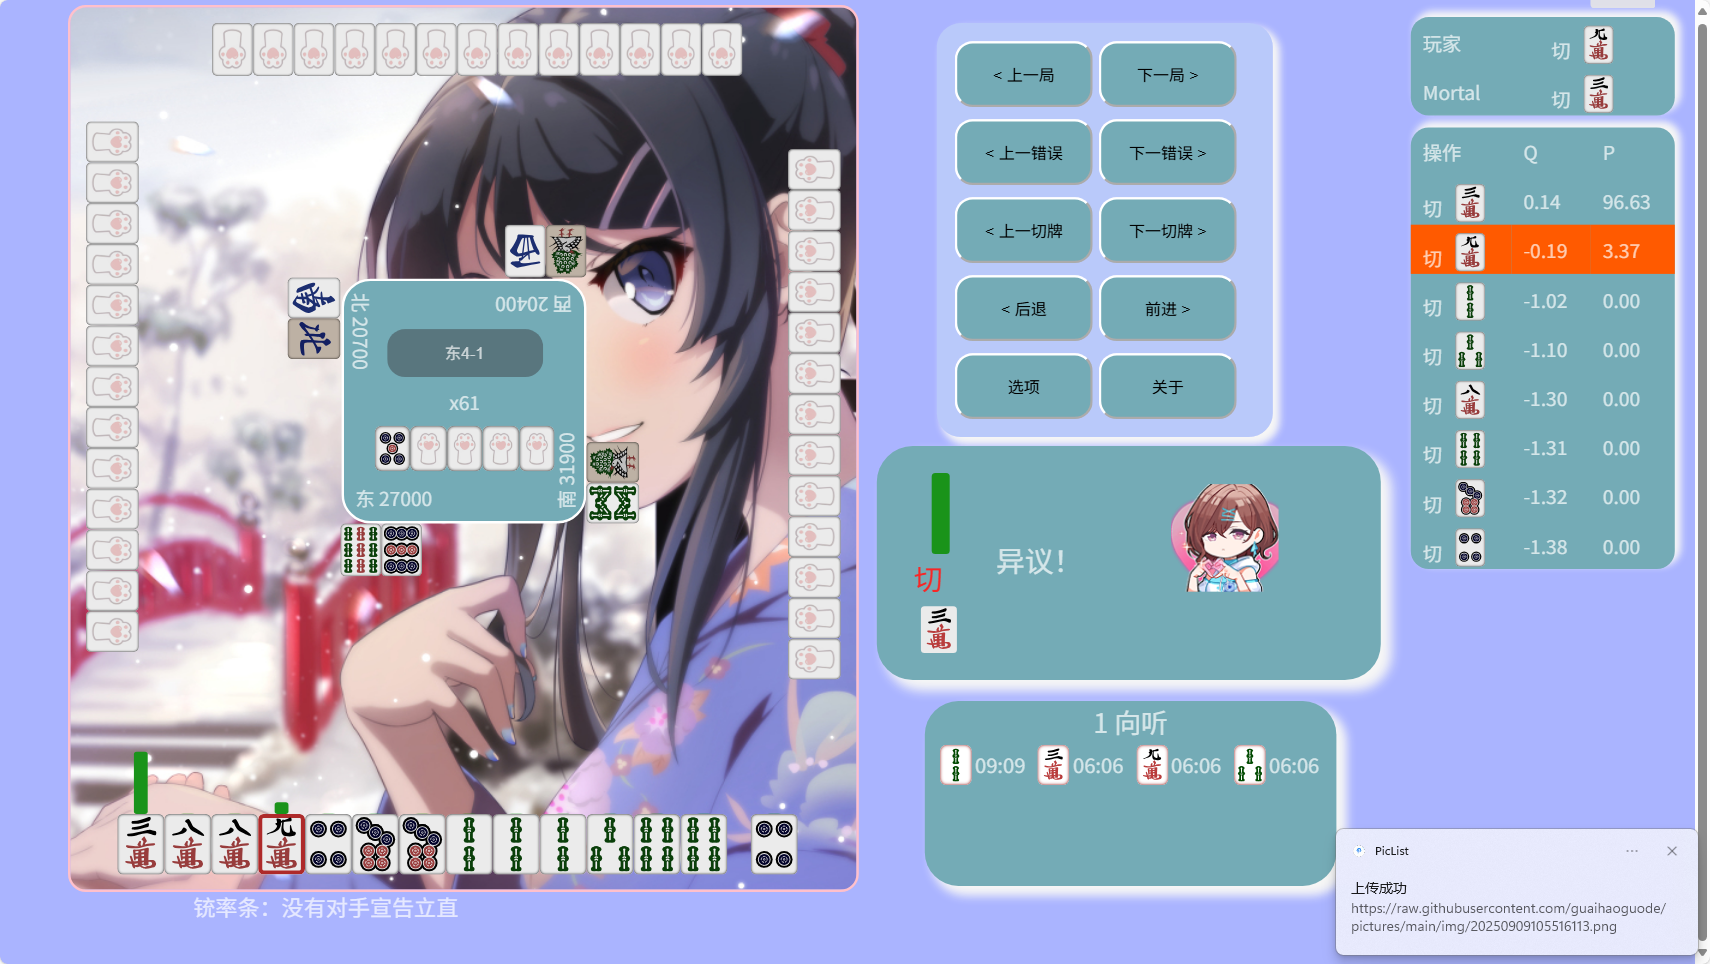 北 20700
西 20400
东4-1
x61
南 31900
东 27000
铳率条：没有对手宣告立直
< 上一局
下一局 >
< 上一错误
下一错误 >
< 上一切牌
下一切牌 >
< 后退
前进 >
选项
关于
切
异议！
1 向听
09:09
06:06
06:06
06:06
玩家 切
Mortal 切
操作 Q P
切 0.14 96.63
切 -0.19 3.37
切 -1.02 0.00
切 -1.10 0.00
切 -1.30 0.00
切 -1.31 0.00
切 -1.32 0.00
切 -1.38 0.00
PicList
上传成功
https://raw.githubusercontent.com/guaihaoguode/
pictures/main/img/20250909105516113.png